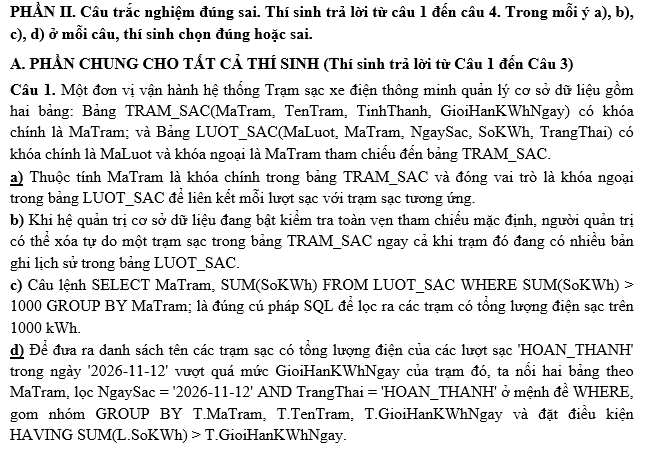 PHẦN II. Câu trắc nghiệm đúng sai. Thí sinh trả lời từ câu 1 đến câu 4. Trong mỗi ý a), b),
c), d) ở mỗi câu, thí sinh chọn đúng hoặc sai.
A. PHẦN CHUNG CHO TẤT CẢ THÍ SINH (Thí sinh trả lời từ Câu 1 đến Câu 3)
Câu 1. Một đơn vị vận hành hệ thống Trạm sạc xe điện thông minh quản lý cơ sở dữ liệu gồm
hai bảng: Bảng TRAM_SAC(MaTram, TenTram, TinhThanh, GioiHanKWhNgay) có khóa
chính là MaTram; và Bảng LUOT_SAC(MaLuot, MaTram, NgaySac, SoKWh, TrangThai) có
khóa chính là MaLuot và khóa ngoại là MaTram tham chiếu đến bảng TRAM_SAC.
a) Thuộc tính MaTram là khóa chính trong bảng TRAM_SAC và đóng vai trò là khóa ngoại
trong bảng LUOT_SAC để liên kết mỗi lượt sạc với trạm sạc tương ứng.
b) Khi hệ quản trị cơ sở dữ liệu đang bật kiểm tra toàn vẹn tham chiếu mặc định, người quản trị
có thể xóa tự do một trạm sạc trong bảng TRAM_SAC ngay cả khi trạm đó đang có nhiều bản
ghi lịch sử trong bảng LUOT_SAC.
c) Câu lệnh SELECT MaTram, SUM(SoKWh) FROM LUOT_SAC WHERE SUM(SoKWh) >
1000 GROUP BY MaTram; là đúng cú pháp SQL để lọc ra các trạm có tổng lượng điện sạc trên
1000 kWh.
d) Để đưa ra danh sách tên các trạm sạc có tổng lượng điện của các lượt sạc 'HOAN_THANH'
trong ngày '2026-11-12' vượt quá mức GioiHanKWhNgay của trạm đó, ta nối hai bảng theo
MaTram, lọc NgaySac = '2026-11-12' AND TrangThai = 'HOAN_THANH' ở mệnh đề WHERE,
gom nhóm GROUP BY T.MaTram, T.TenTram, T.GioiHanKWhNgay và đặt điều kiện
HAVING SUM(L.SoKWh) > T.GioiHanKWhNgay.